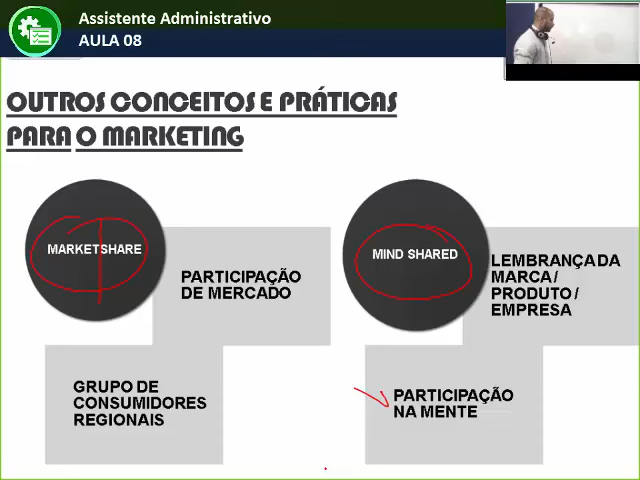 Assistente Administrativo
AULA 08
OUTROS CONCEITOS E PRÁTICAS
PARA O MARKETING
MARKETSHARE
PARTICIPAÇÃO
DE MERCADO
GRUPO DE
CONSUMIDORES
REGIONAIS
MIND SHARED
LEMBRANÇA DA
MARCA /
PRODUTO /
EMPRESA
PARTICIPAÇÃO
NA MENTE